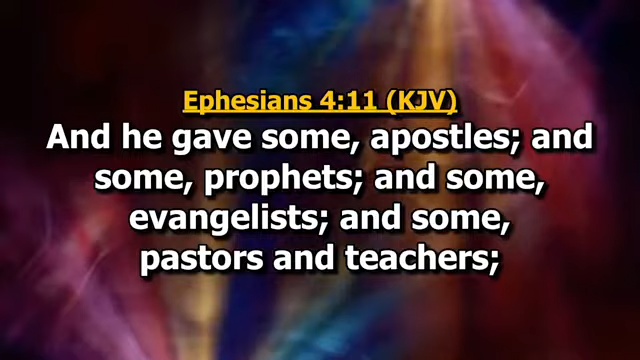 Ephesians 4:11 (KJV)
And he gave some, apostles; and
some, prophets; and some,
evangelists; and some,
pastors and teachers;